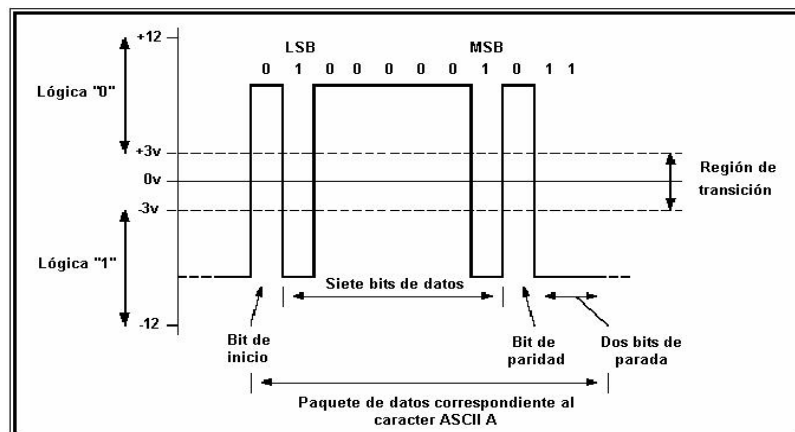 +12
LSB MSB
0 1 0 0 0 0 0 1 0 1 1
Lógica "0"
+3v
Región de
transición
0v
-3v
Lógica "1"
Siete bits de datos
-12
Bit de
inicio
Bit de
paridad
Dos bits de
parada
Paquete de datos correspondiente al
caracter ASCII A